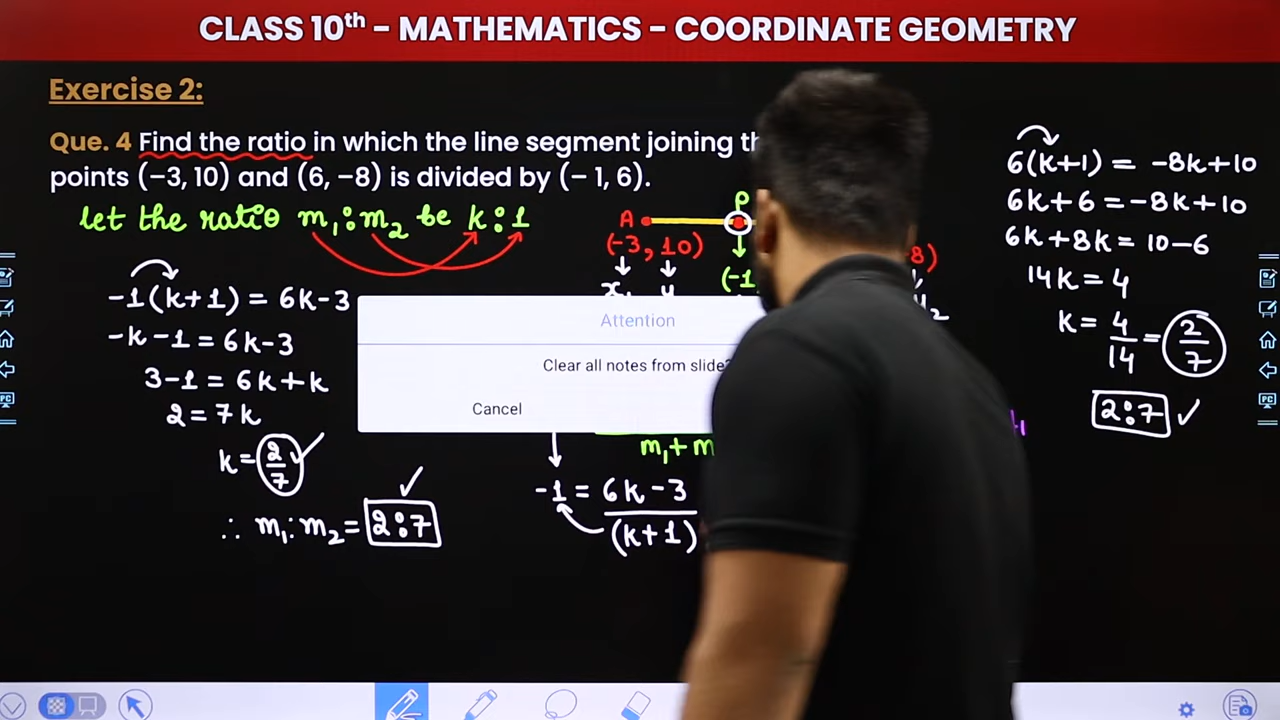 CLASS 10th - MATHEMATICS - COORDINATE GEOMETRY
Exercise 2:
Que. 4 Find the ratio in which the line segment joining
points (-3, 10) and (6, -8) is divided by (- 1, 6).
let the ratio m₁:m₂ be k:1
A
P
(-3, 10)
(-1
8)
-1(k+1) = 6k-3
-k-1 = 6k-3
3-1 = 6k+k
2 = 7k
k = 2/7
∴ m₁:m₂ = 2:7
Attention
Clear all notes from slide?
Cancel
m₁+m
-1 = 6k-3/(k+1)
6(k+1) = -8k+10
6k+6 = -8k+10
6k+8k = 10-6
14k = 4
k = 4/14 = 2/7
2:7